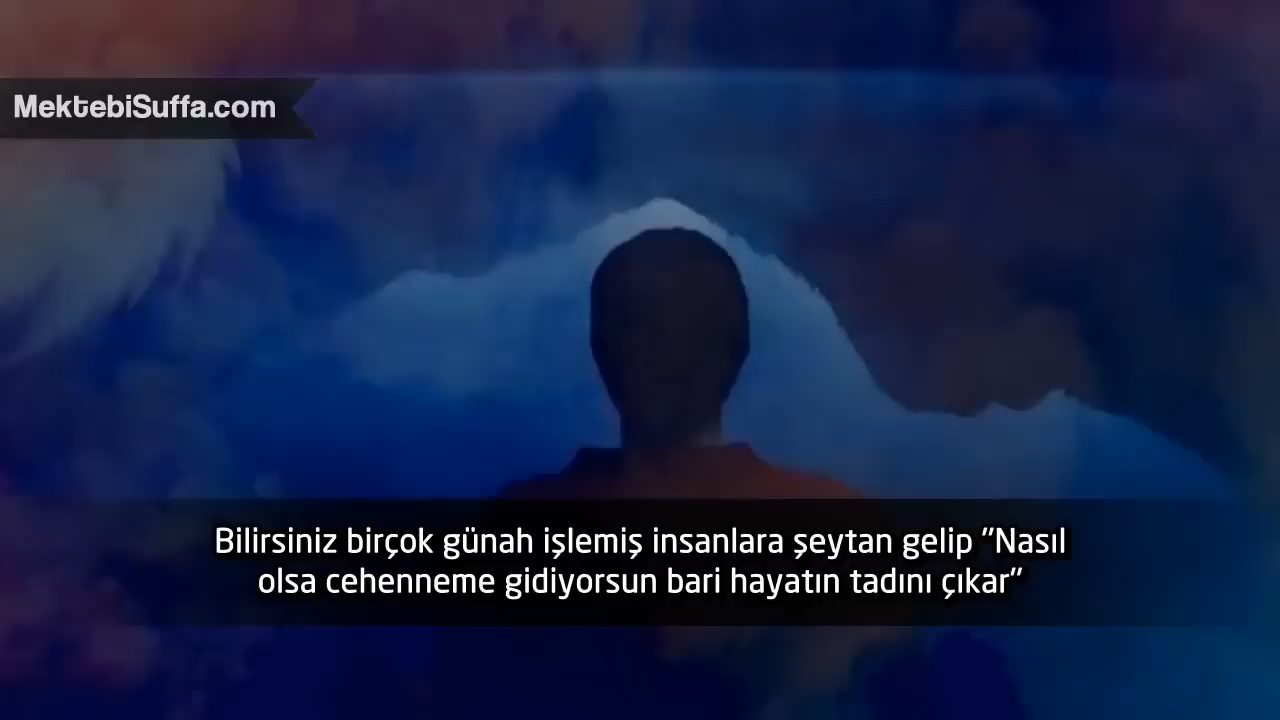 MektebiSuffa.com
Bilirsiniz birçok günah işlemiş insanlara şeytan gelip "Nasıl
olsa cehenneme gidiyorsun bari hayatın tadını çıkar"